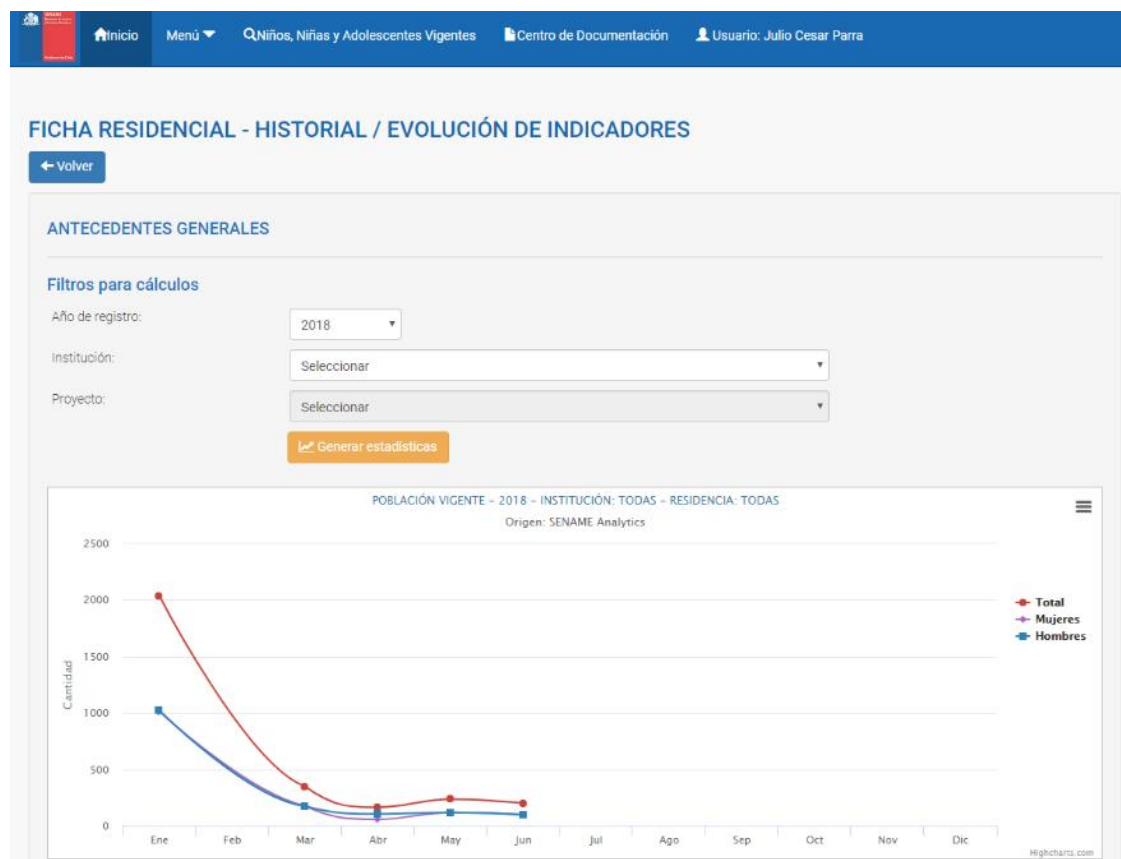 SENAME
Inicio
Menú
Niños, Niñas y Adolescentes Vigentes
Centro de Documentación
Usuario: Julio Cesar Parra
FICHA RESIDENCIAL - HISTORIAL / EVOLUCIÓN DE INDICADORES
Volver
ANTECEDENTES GENERALES
Filtros para cálculos
Año de registro:
2018
Institución:
Seleccionar
Proyecto:
Seleccionar
Generar estadísticas
POBLACIÓN VIGENTE - 2018 - INSTITUCIÓN: TODAS - RESIDENCIA: TODAS
Origen: SENAME Analytics
Cantidad
2500
2000
1500
1000
500
0
Ene Feb Mar Abr May Jun Jul Ago Sep Oct Nov Dic
Total
Mujeres
Hombres
Highcharts.com